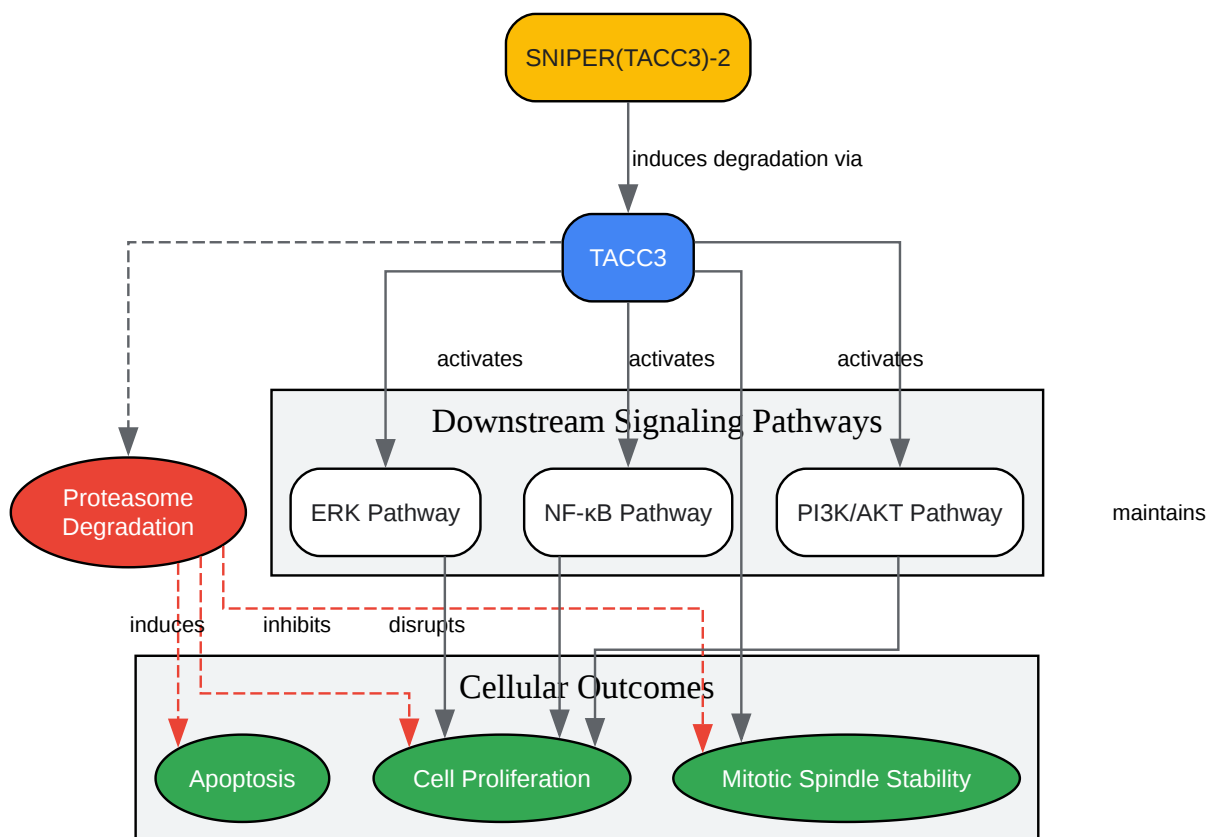 SNIPER(TACC3)-2
induces degradation via
TACC3
activates
activates
activates
Downstream Signaling Pathways
Proteasome
Degradation
ERK Pathway
NF-κB Pathway
PI3K/AKT Pathway
maintains
induces
inhibits
disrupts
Cellular Outcomes
Apoptosis
Cell Proliferation
Mitotic Spindle Stability